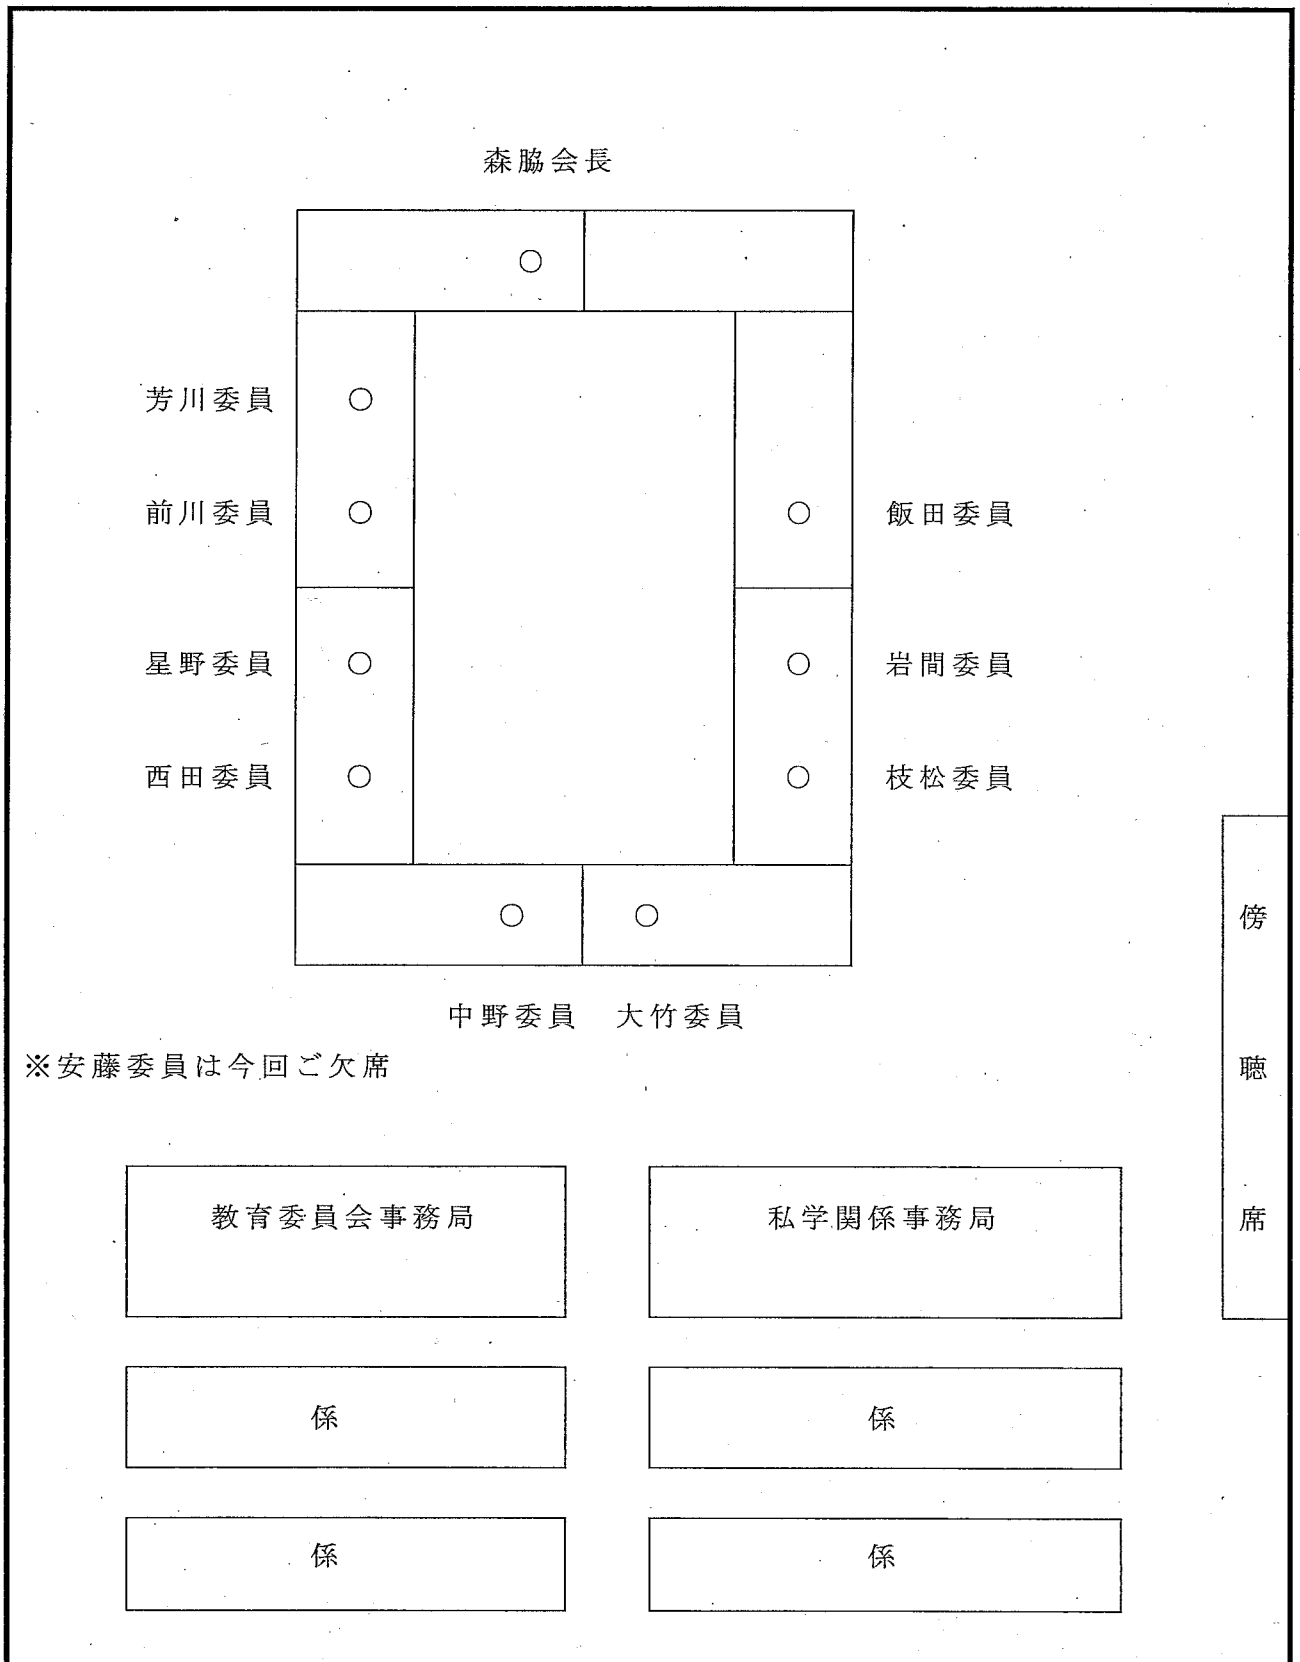 森脇会長
芳川委員
前川委員
飯田委員
星野委員
岩間委員
西田委員
枝松委員
中野委員 大竹委員
※安藤委員は今回ご欠席
傍聴席
教育委員会事務局
私学関係事務局
係
係
係
係